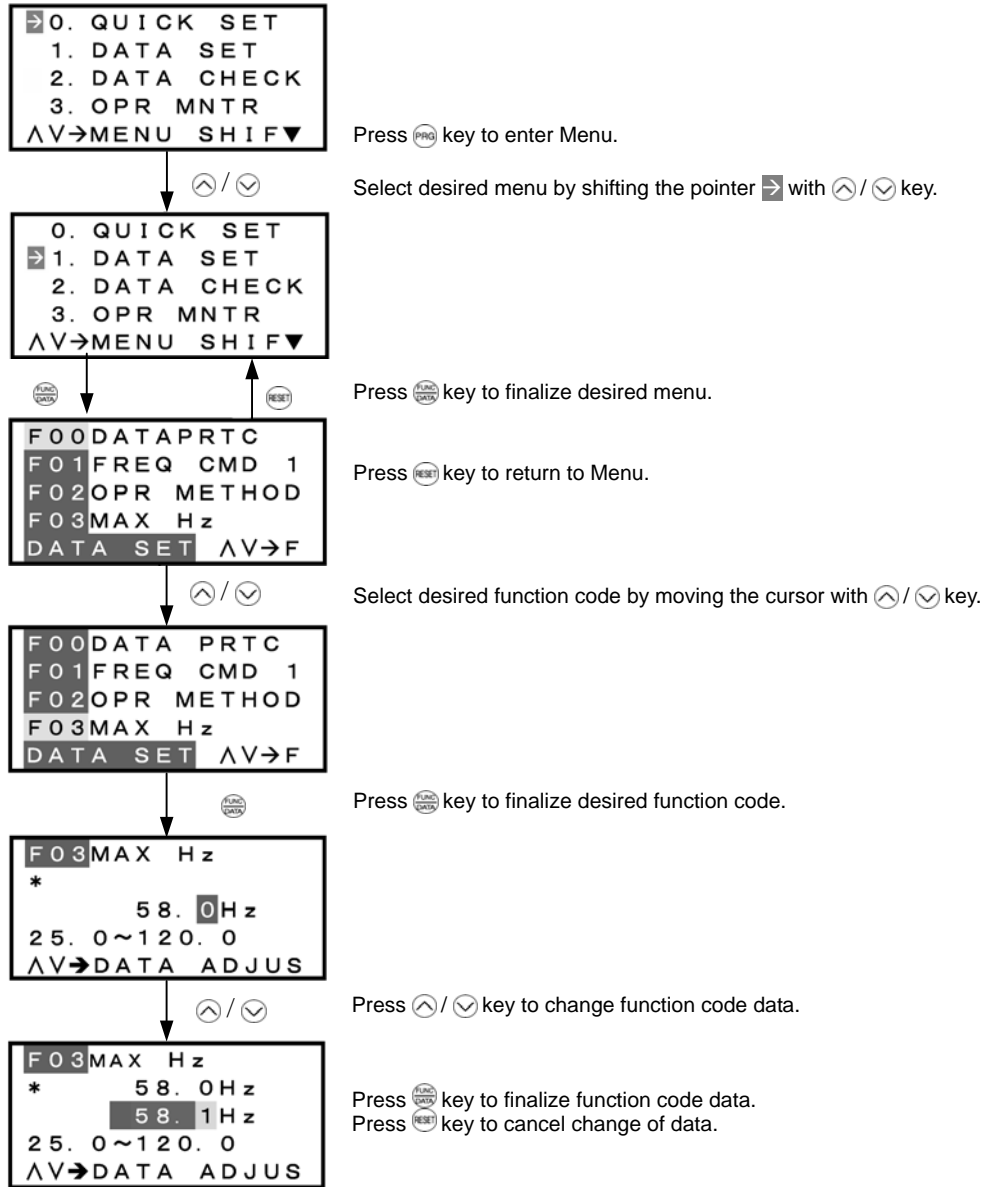 →0. QUICK SET
1. DATA SET
2. DATA CHECK
3. OPR MNTR
∧∨→MENU SHIF▼
Press PRG key to enter Menu.
∧ / ∨
Select desired menu by shifting the pointer → with ∧ / ∨ key.
0. QUICK SET
→1. DATA SET
2. DATA CHECK
3. OPR MNTR
∧∨→MENU SHIF▼
FUNC DATA
RESET
Press FUNC DATA key to finalize desired menu.
F00DATAPRTC
F01FREQ CMD 1
F02OPR METHOD
F03MAX Hz
DATA SET ∧∨→F
Press RESET key to return to Menu.
∧ / ∨
Select desired function code by moving the cursor with ∧ / ∨ key.
F00DATA PRTC
F01FREQ CMD 1
F02OPR METHOD
F03MAX Hz
DATA SET ∧∨→F
FUNC DATA
Press FUNC DATA key to finalize desired function code.
F03MAX Hz
*
58.0Hz
25.0~120.0
∧∨→DATA ADJUS
∧ / ∨
Press ∧ / ∨ key to change function code data.
F03MAX Hz
* 58.0Hz
58.1Hz
25.0~120.0
∧∨→DATA ADJUS
Press FUNC DATA key to finalize function code data.
Press RESET key to cancel change of data.